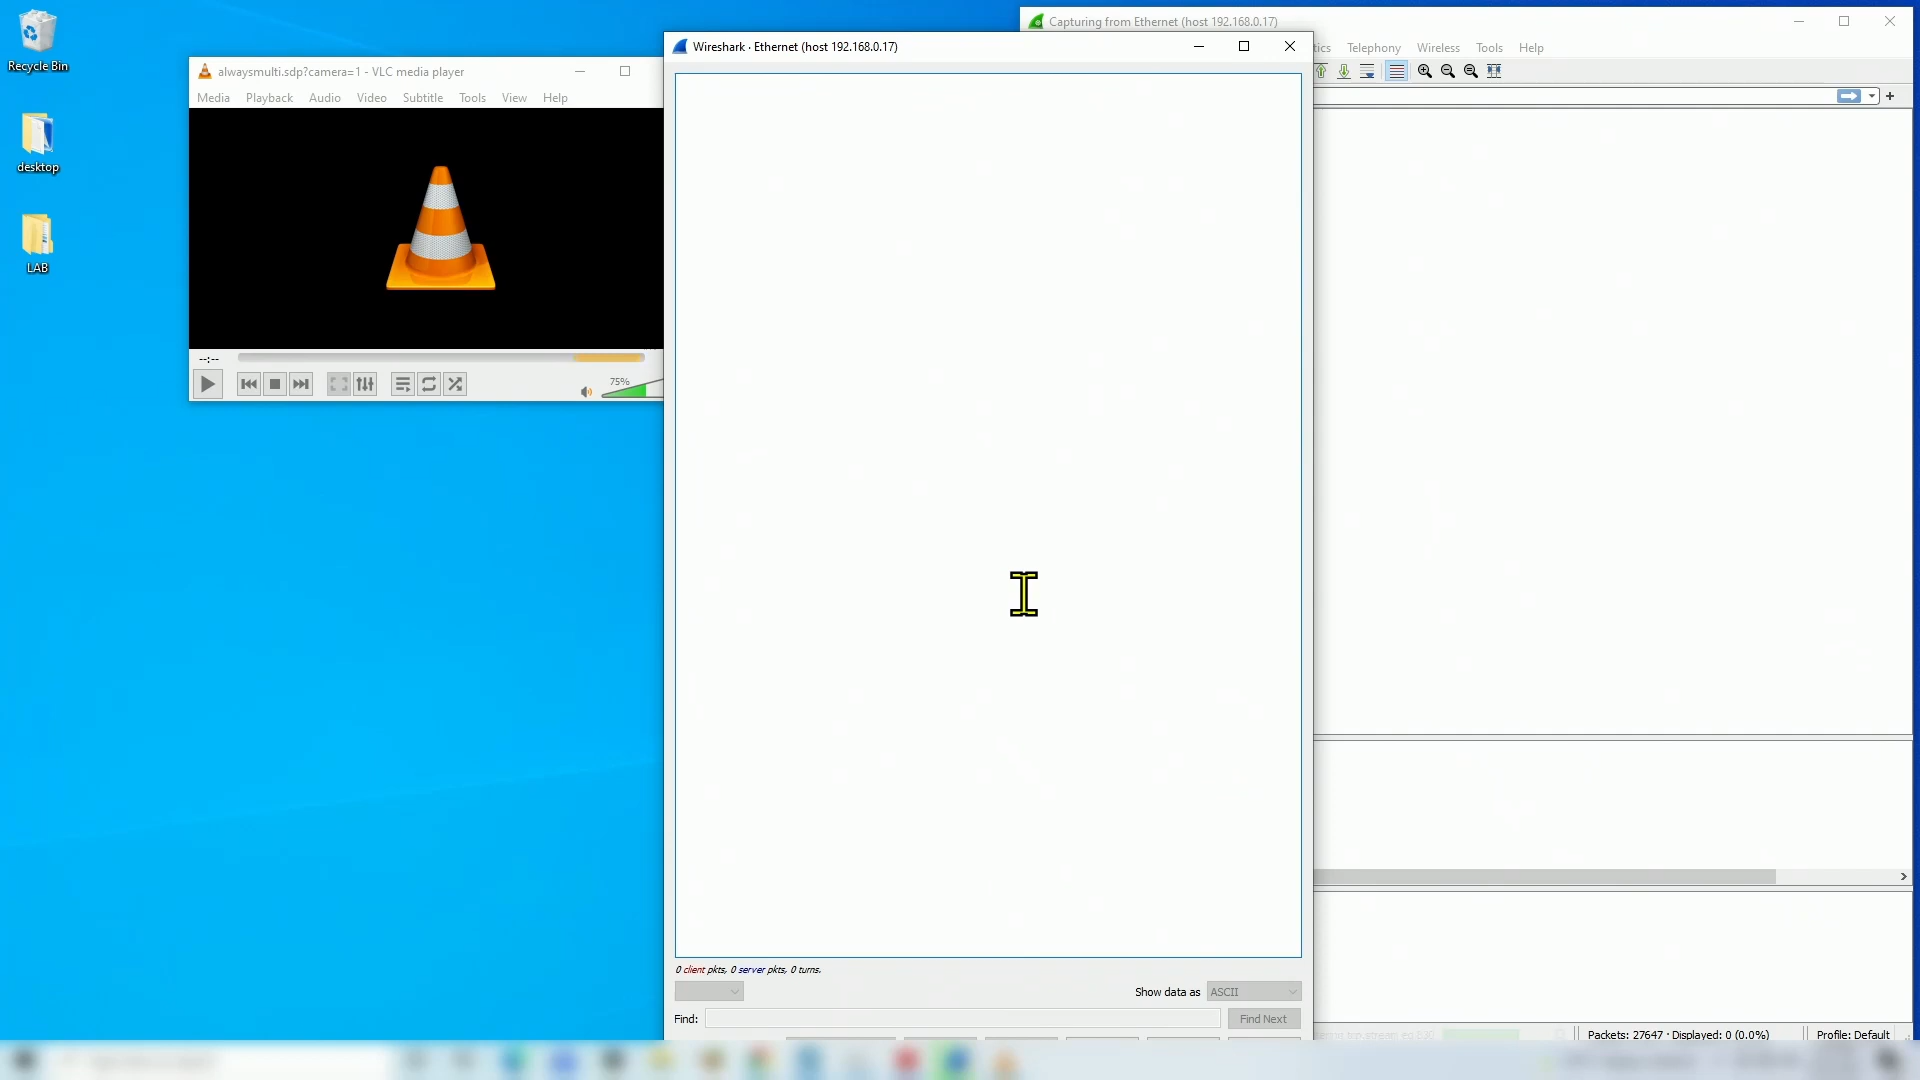 Recycle Bin
desktop
LAB
alwaysmulti.sdp?camera=1 - VLC media player
Media Playback Audio Video Subtitle Tools View Help
--:--
75%
Wireshark · Ethernet (host 192.168.0.17)
0 client pkts, 0 server pkts, 0 turns.
Show data as ASCII
Find:
Find Next
Capturing from Ethernet (host 192.168.0.17)
tics Telephony Wireless Tools Help
Packets: 27647 · Displayed: 0 (0.0%)
Profile: Default